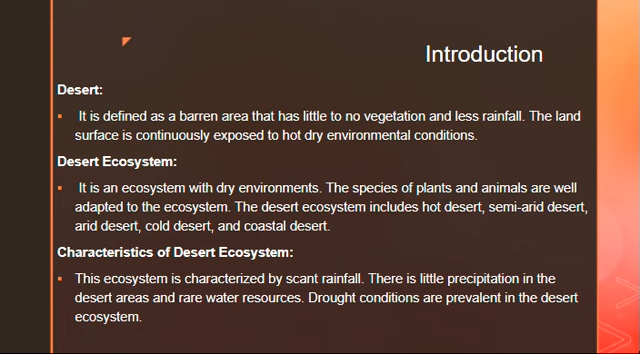 Introduction
Desert:
▪ It is defined as a barren area that has little to no vegetation and less rainfall. The land
surface is continuously exposed to hot dry environmental conditions.
Desert Ecosystem:
▪ It is an ecosystem with dry environments. The species of plants and animals are well
adapted to the ecosystem. The desert ecosystem includes hot desert, semi-arid desert,
arid desert, cold desert, and coastal desert.
Characteristics of Desert Ecosystem:
▪ This ecosystem is characterized by scant rainfall. There is little precipitation in the
desert areas and rare water resources. Drought conditions are prevalent in the desert
ecosystem.